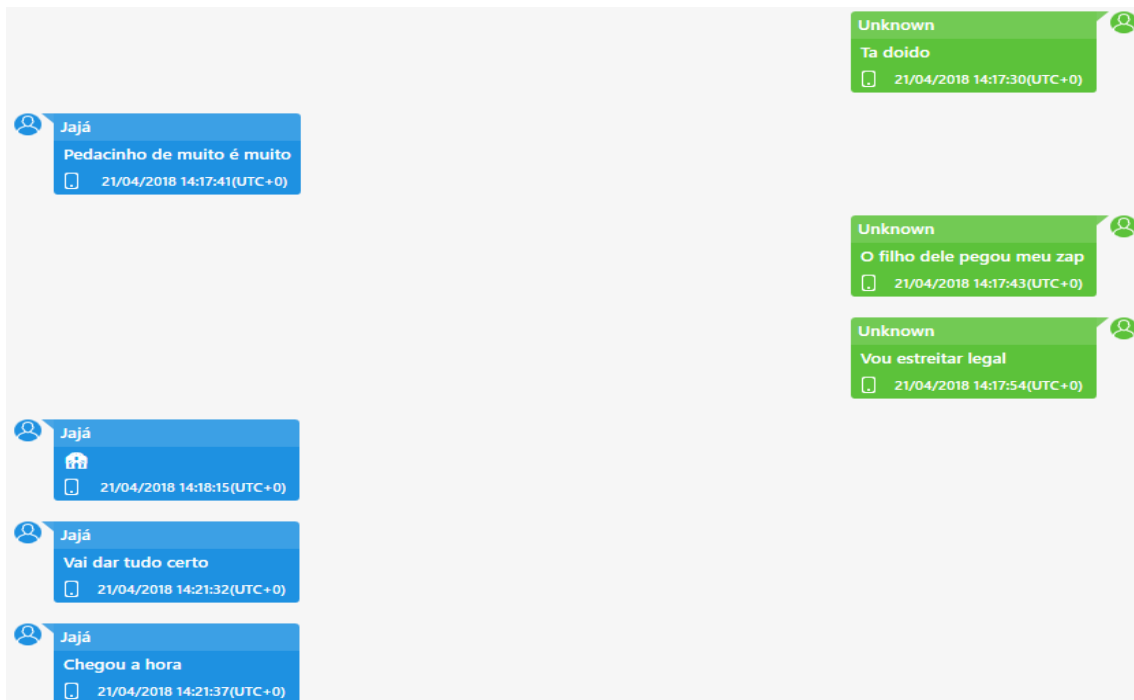 Unknown
Ta doido
21/04/2018 14:17:30(UTC+0)
Jajá
Pedacinho de muito é muito
21/04/2018 14:17:41(UTC+0)
Unknown
O filho dele pegou meu zap
21/04/2018 14:17:43(UTC+0)
Unknown
Vou estreitar legal
21/04/2018 14:17:54(UTC+0)
Jajá
21/04/2018 14:18:15(UTC+0)
Jajá
Vai dar tudo certo
21/04/2018 14:21:32(UTC+0)
Jajá
Chegou a hora
21/04/2018 14:21:37(UTC+0)